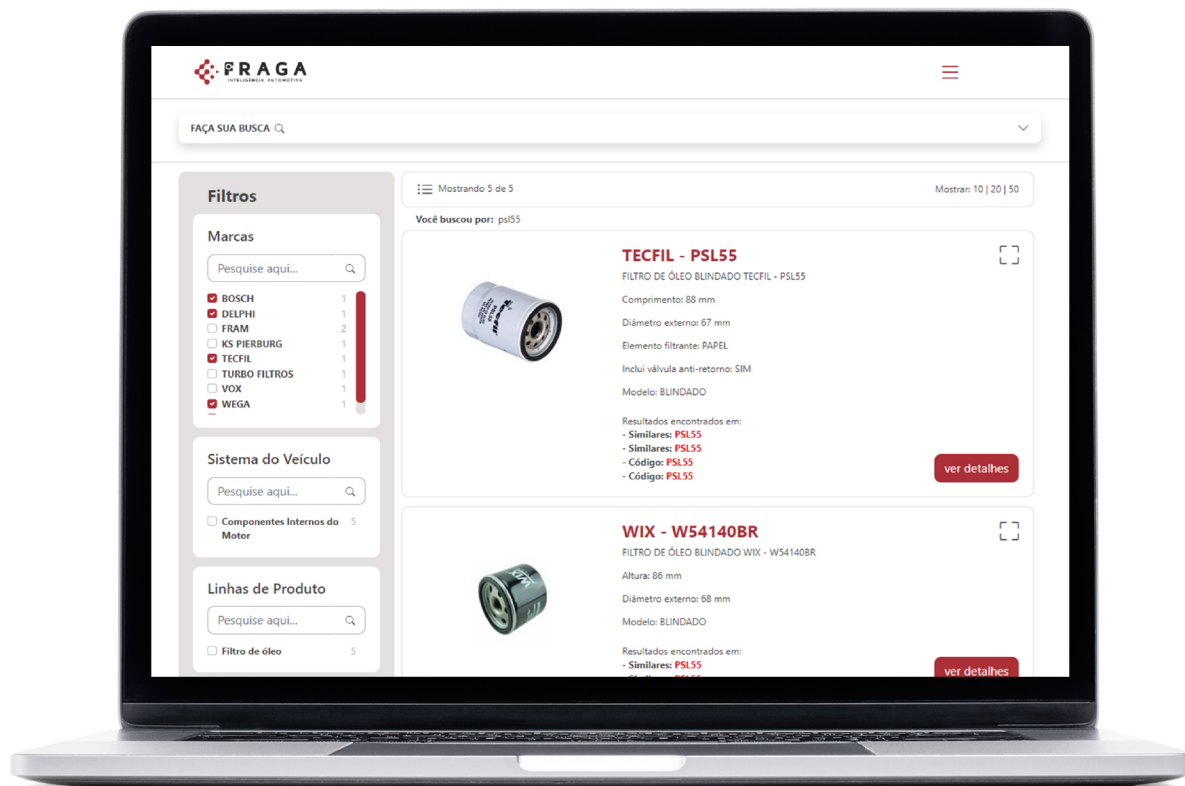 FRAGA
INTELIGÊNCIA AUTOMOTIVA
FAÇA SUA BUSCA
Filtros
Marcas
Pesquise aqui...
BOSCH 1
DELPHI 1
FRAM 2
KS PIERBURG 1
TECFIL 1
TURBO FILTROS 1
VOX 1
WEGA 1
Sistema do Veículo
Pesquise aqui...
Componentes Internos do Motor 5
Linhas de Produto
Pesquise aqui...
Filtro de óleo 5
Mostrando 5 de 5
Mostrar: 10 | 20 | 50
Você buscou por: psl55
TECFIL - PSL55
FILTRO DE ÓLEO BLINDADO TECFIL - PSL55
Comprimento: 88 mm
Diâmetro externo: 67 mm
Elemento filtrante: PAPEL
Inclui válvula anti-retorno: SIM
Modelo: BLINDADO
Resultados encontrados em:
- Similares: PSL55
- Similares: PSL55
- Código: PSL55
- Código: PSL55
ver detalhes
Tecfil
WIX - W54140BR
FILTRO DE ÓLEO BLINDADO WIX - W54140BR
Altura: 86 mm
Diâmetro externo: 68 mm
Modelo: BLINDADO
Resultados encontrados em:
- Similares: PSL55
ver detalhes
WIX